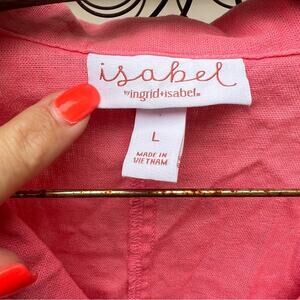 isabel
by ingrid+isabel®
L
MADE IN
VIETNAM